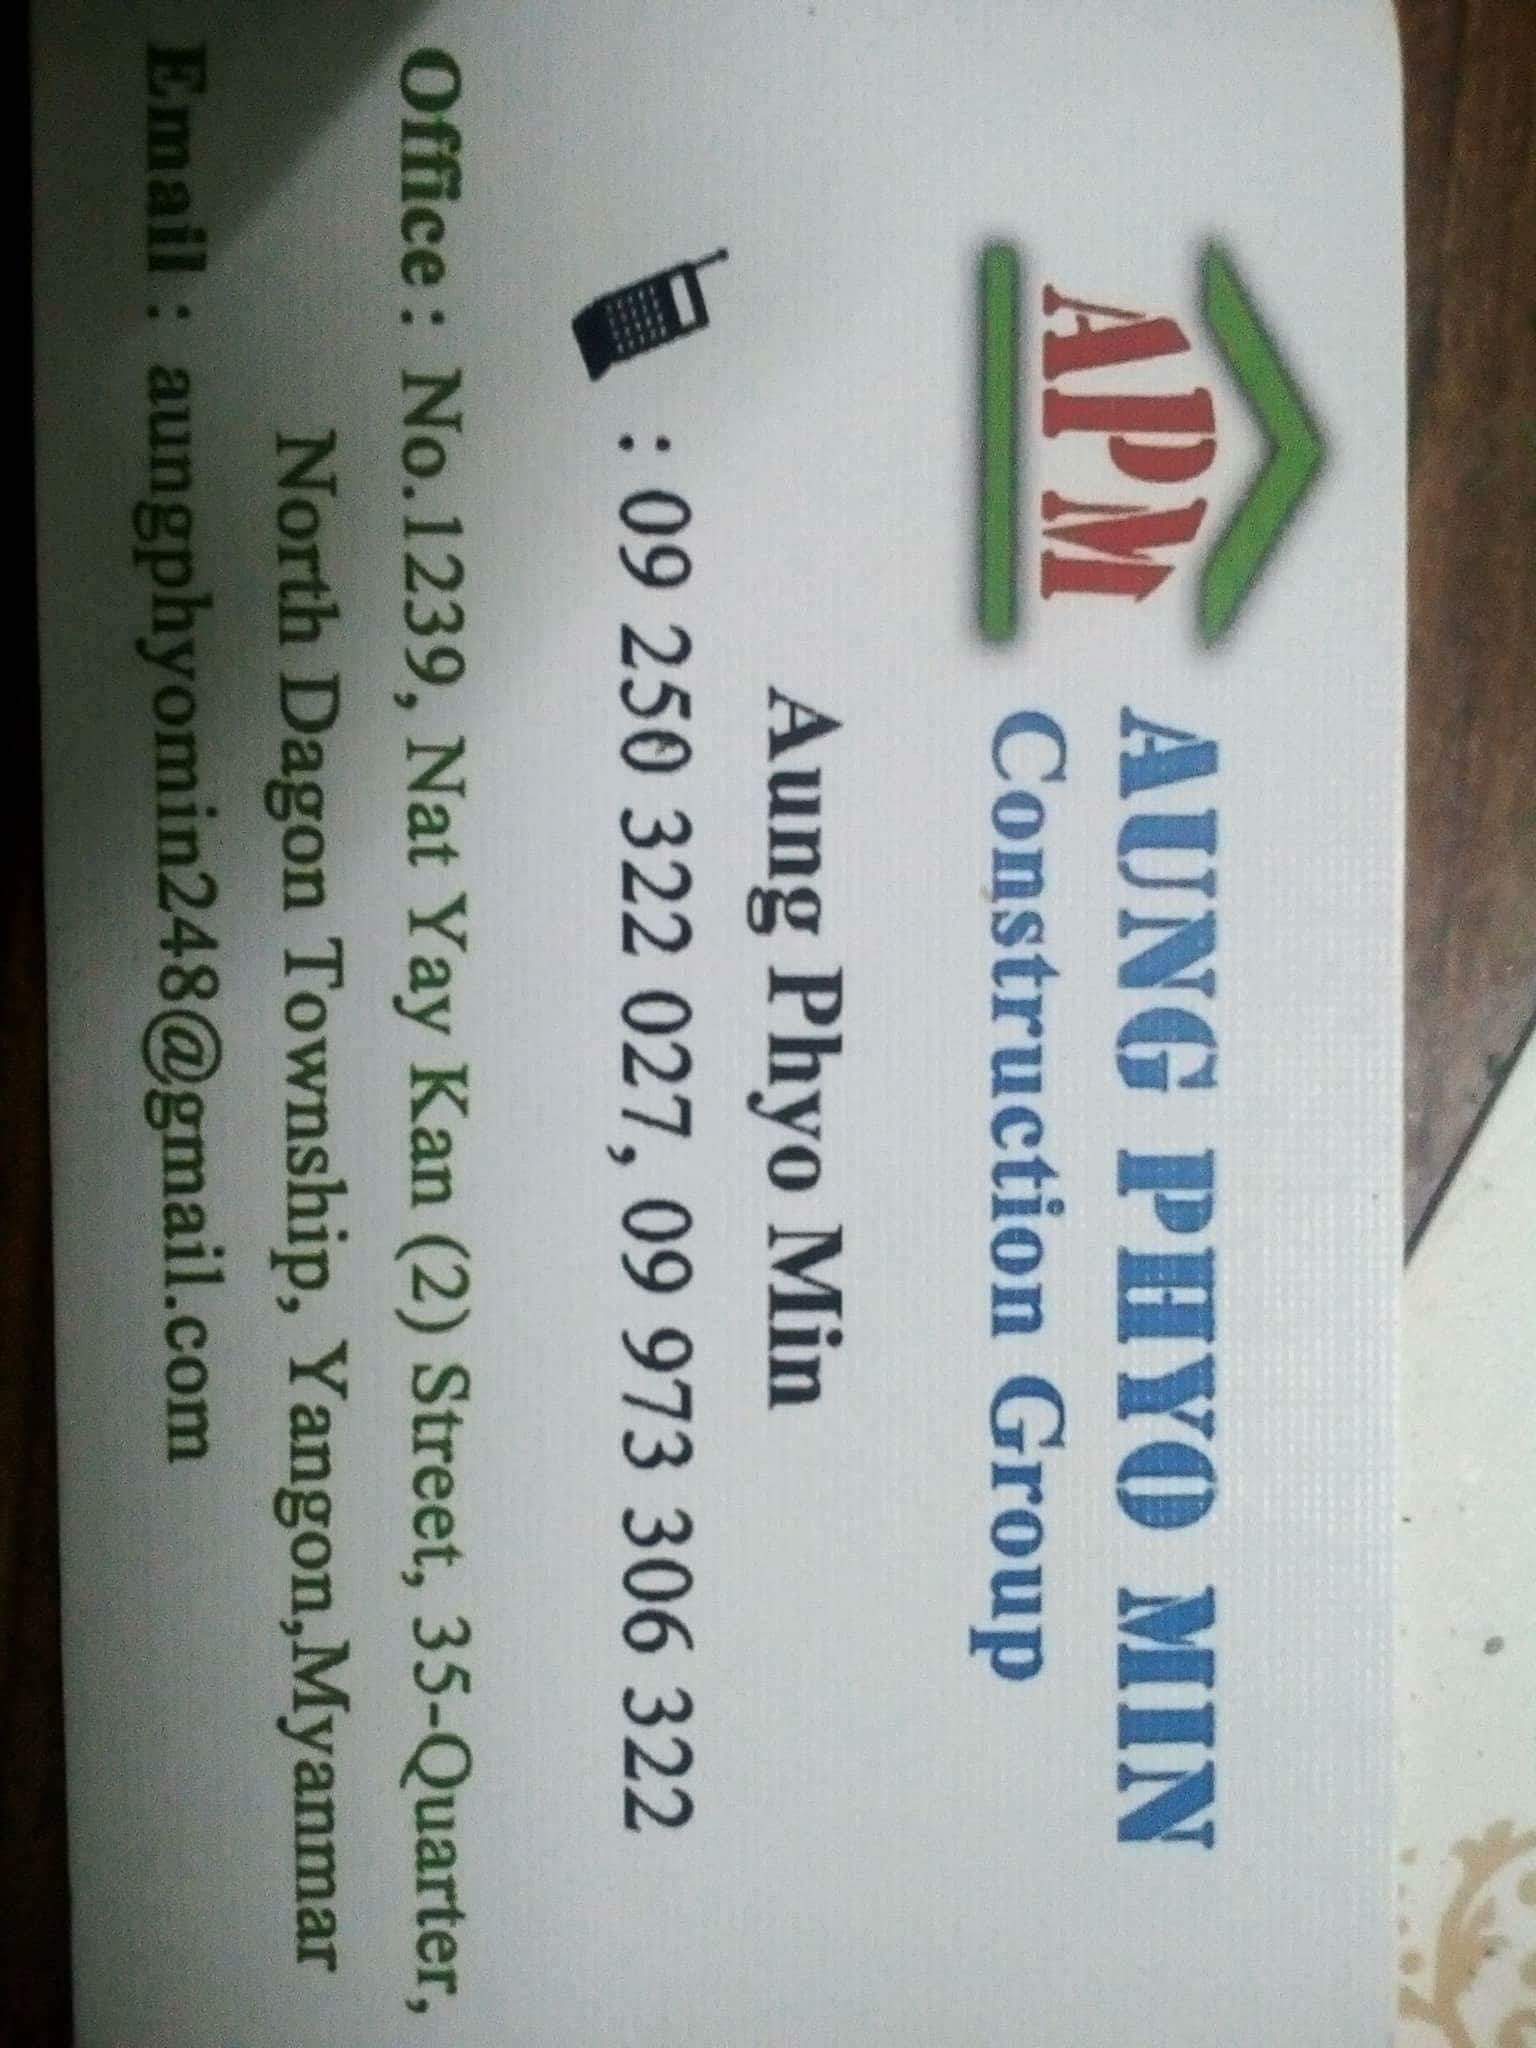 APM
AUNG PHYO MIN
Construction Group
Aung Phyo Min
: 09 250 322 027, 09 973 306 322
Office : No.1239, Nat Yay Kan (2) Street, 35-Quarter,
North Dagon Township, Yangon,Myanmar
Email : aungphyomin248@gmail.com